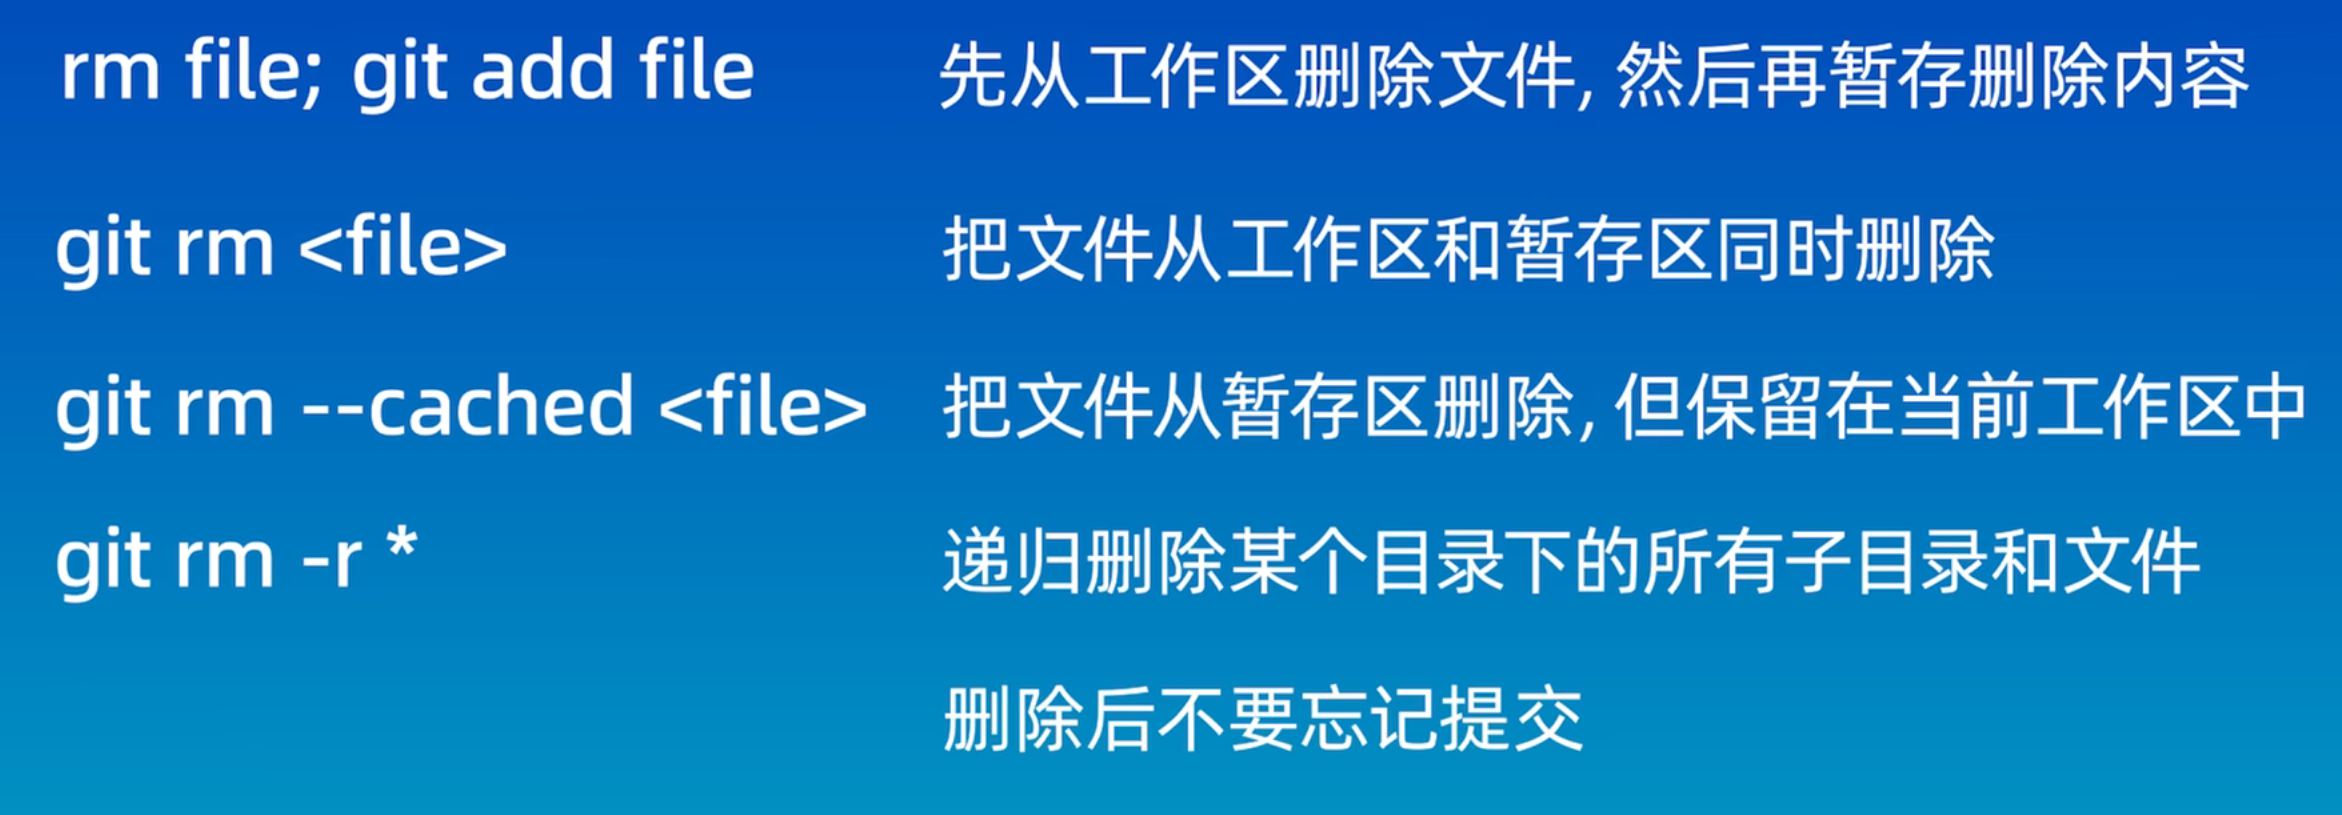 rm file; git add file 先从工作区删除文件, 然后再暂存删除内容
git rm <file> 把文件从工作区和暂存区同时删除
git rm --cached <file> 把文件从暂存区删除, 但保留在当前工作区中
git rm -r * 递归删除某个目录下的所有子目录和文件
删除后不要忘记提交